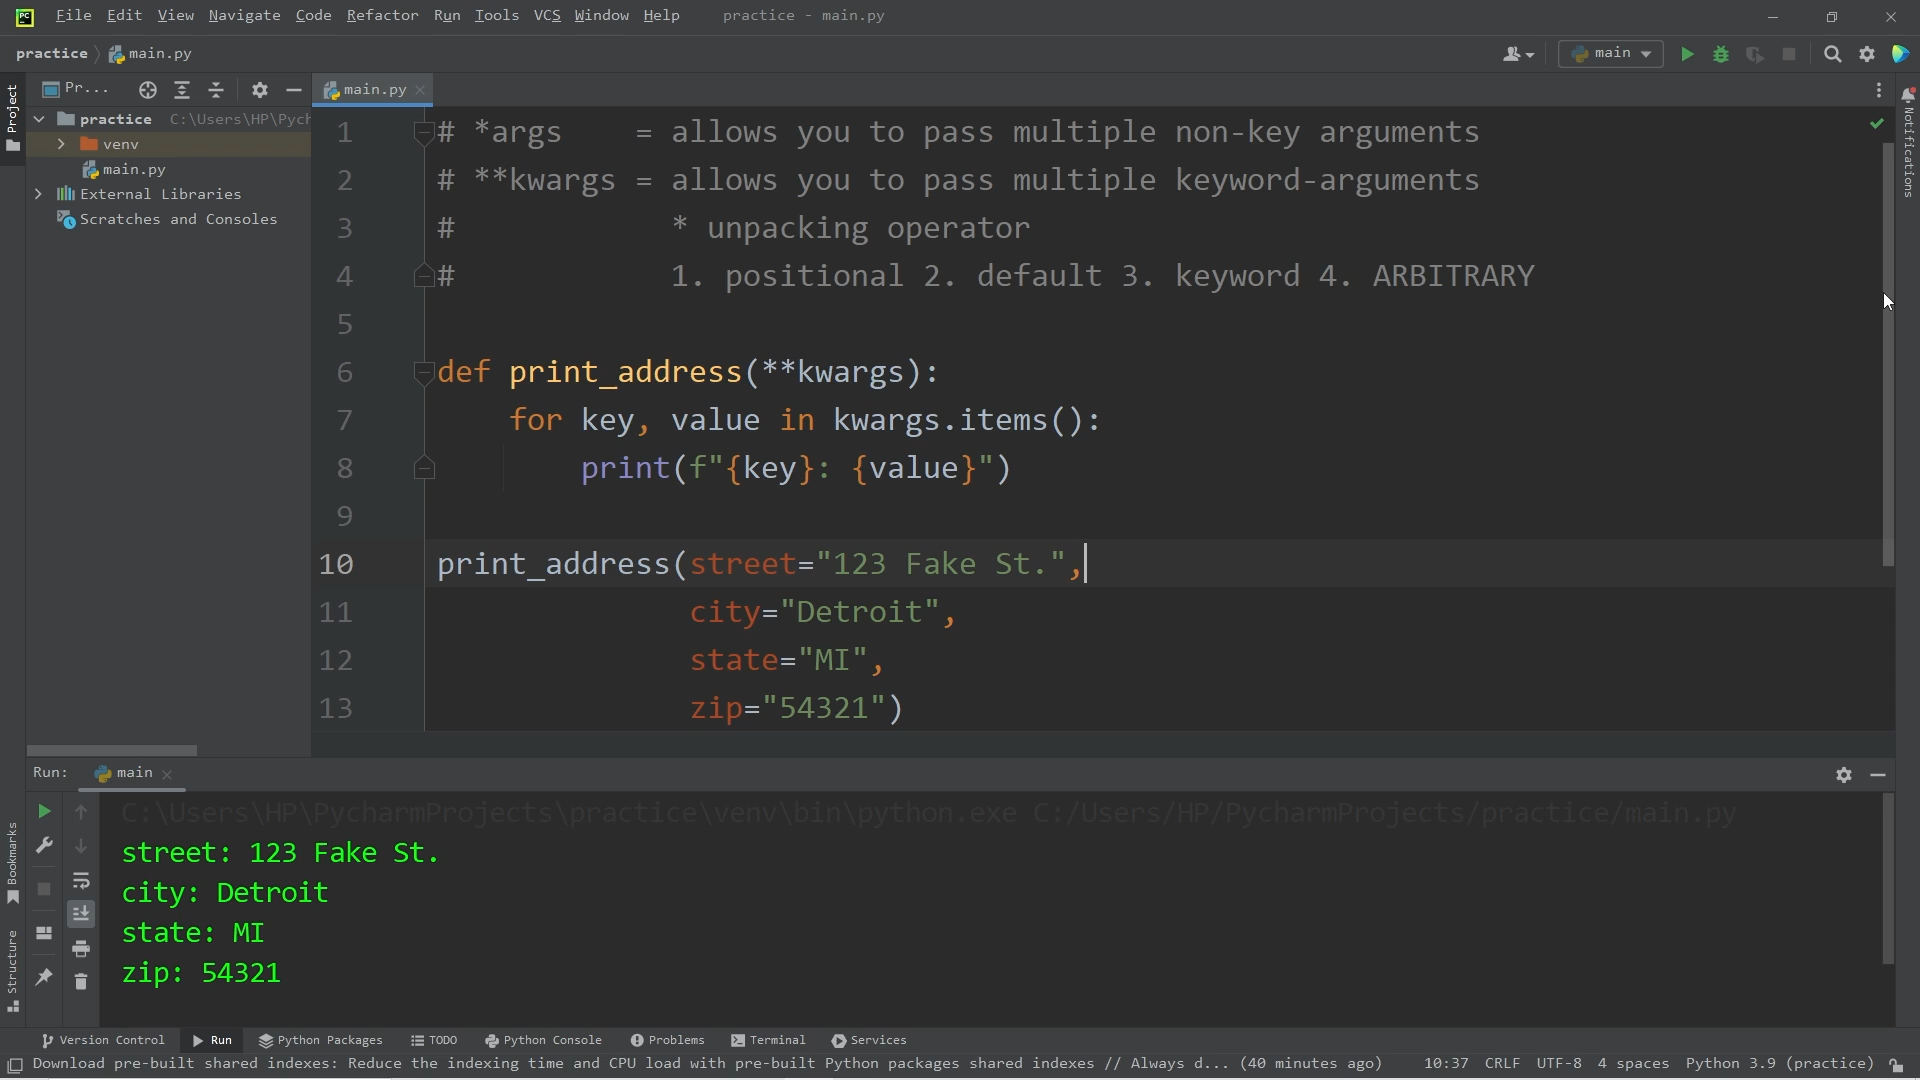 PC File Edit View Navigate Code Refactor Run Tools VCS Window Help practice - main.py
practice main.py main
Project
Pr... main.py
Notifications
practice C:\Users\HP\Pych
venv
main.py
External Libraries
Scratches and Consoles
1 # *args     = allows you to pass multiple non-key arguments
2 # **kwargs = allows you to pass multiple keyword-arguments
3 #            * unpacking operator
4 #            1. positional 2. default 3. keyword 4. ARBITRARY
5
6 def print_address(**kwargs):
7     for key, value in kwargs.items():
8         print(f"{key}: {value}")
9
10 print_address(street="123 Fake St.",
11               city="Detroit",
12               state="MI",
13               zip="54321")
Run: main
C:\Users\HP\PycharmProjects\practice\venv\bin\python.exe C:/Users/HP/PycharmProjects/practice/main.py
street: 123 Fake St.
city: Detroit
state: MI
zip: 54321
Bookmarks
Structure
Version Control Run Python Packages TODO Python Console Problems Terminal Services
Download pre-built shared indexes: Reduce the indexing time and CPU load with pre-built Python packages shared indexes // Always d... (40 minutes ago) 10:37 CRLF UTF-8 4 spaces Python 3.9 (practice)